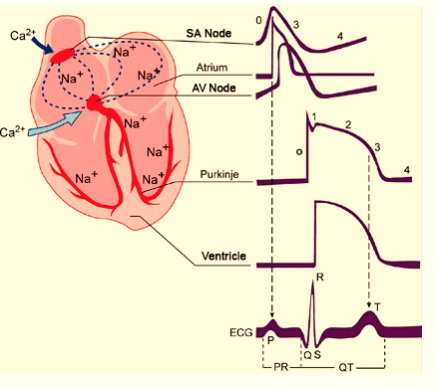 Ca2+
SA Node
0
3
4
Na+
Na+
Na+
Atrium
AV Node
Ca2+
Na+
1
2
Na+
o
3
Na+
Na+
Purkinje
4
Ventricle
R
T
ECG
P
Q S
PR
QT